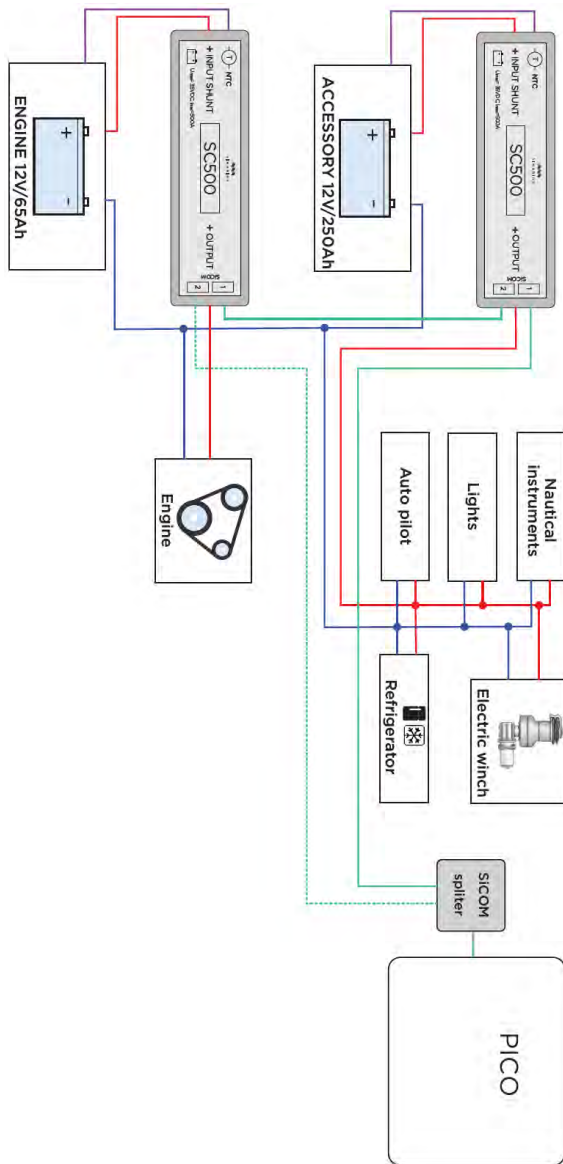 ENGINE 12V/65Ah
+
-
T
- NTC
+ INPUT SHUNT
SC500
+ OUTPUT
SiCOM
1
2
ACCESSORY 12V/250Ah
+
-
T
- NTC
+ INPUT SHUNT
SC500
+ OUTPUT
SiCOM
1
2
Engine
Auto pilot
Lights
Nautical
instruments
Refrigerator
Electric winch
SiCOM
spliter
PICO